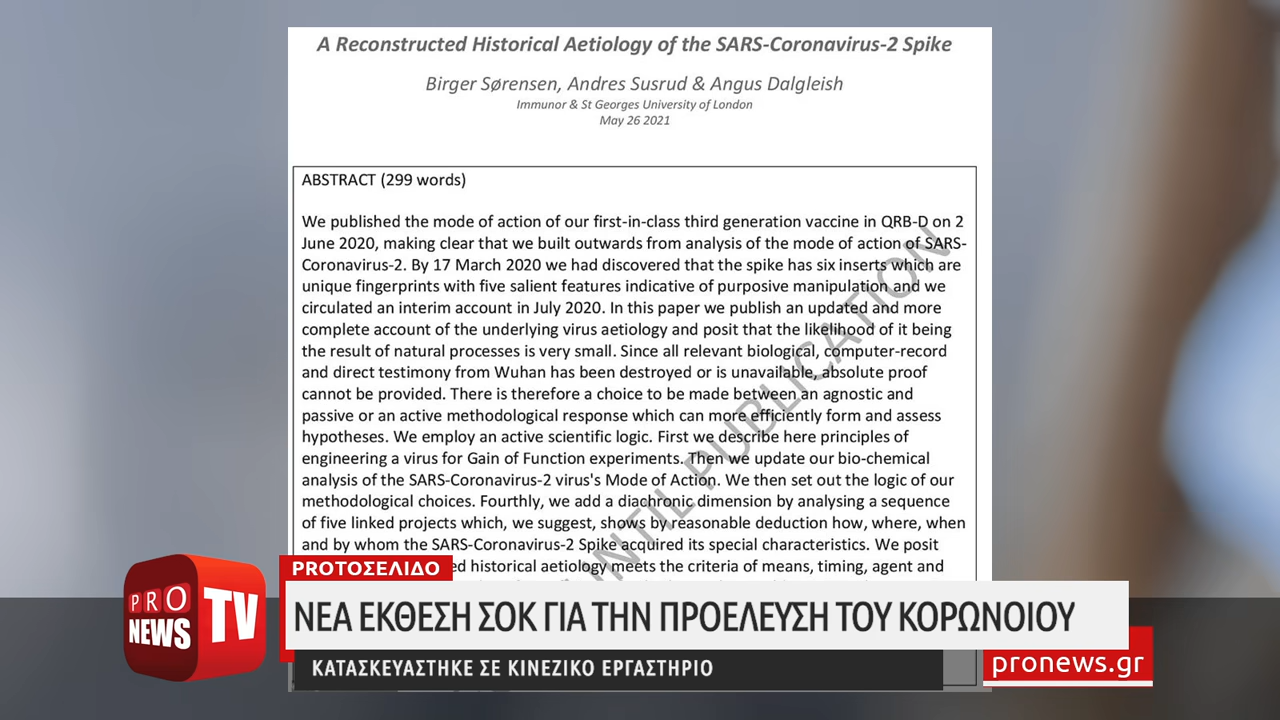 A Reconstructed Historical Aetiology of the SARS-Coronavirus-2 Spike
Birger Sørensen, Andres Susrud & Angus Dalgleish
Immunor & St Georges University of London
May 26 2021
ABSTRACT (299 words)
We published the mode of action of our first-in-class third generation vaccine in QRB-D on 2
June 2020, making clear that we built outwards from analysis of the mode of action of SARS-
Coronavirus-2. By 17 March 2020 we had discovered that the spike has six inserts which are
unique fingerprints with five salient features indicative of purposive manipulation and we
circulated an interim account in July 2020. In this paper we publish an updated and more
complete account of the underlying virus aetiology and posit that the likelihood of it being
the result of natural processes is very small. Since all relevant biological, computer-record
and direct testimony from Wuhan has been destroyed or is unavailable, absolute proof
cannot be provided. There is therefore a choice to be made between an agnostic and
passive or an active methodological response which can more efficiently form and assess
hypotheses. We employ an active scientific logic. First we describe here principles of
engineering a virus for Gain of Function experiments. Then we update our bio-chemical
analysis of the SARS-Coronavirus-2 virus's Mode of Action. We then set out the logic of our
methodological choices. Fourthly, we add a diachronic dimension by analysing a sequence
of five linked projects which, we suggest, shows by reasonable deduction how, where, when
and by whom the SARS-Coronavirus-2 Spike acquired its special characteristics. We posit
ed historical aetiology meets the criteria of means, timing, agent and
UNTIL PUBLICATION
PROΤΟΣΕΛΙΔΟ
PRO
NEWS
TV
ΝΕΑ ΕΚΘΕΣΗ ΣΟΚ ΓΙΑ ΤΗΝ ΠΡΟΕΛΕΥΣΗ ΤΟΥ ΚΟΡΩΝΟΙΟΥ
ΚΑΤΑΣΚΕΥΑΣΤΗΚΕ ΣΕ ΚΙΝΕΖΙΚΟ ΕΡΓΑΣΤΗΡΙΟ
pronews.gr